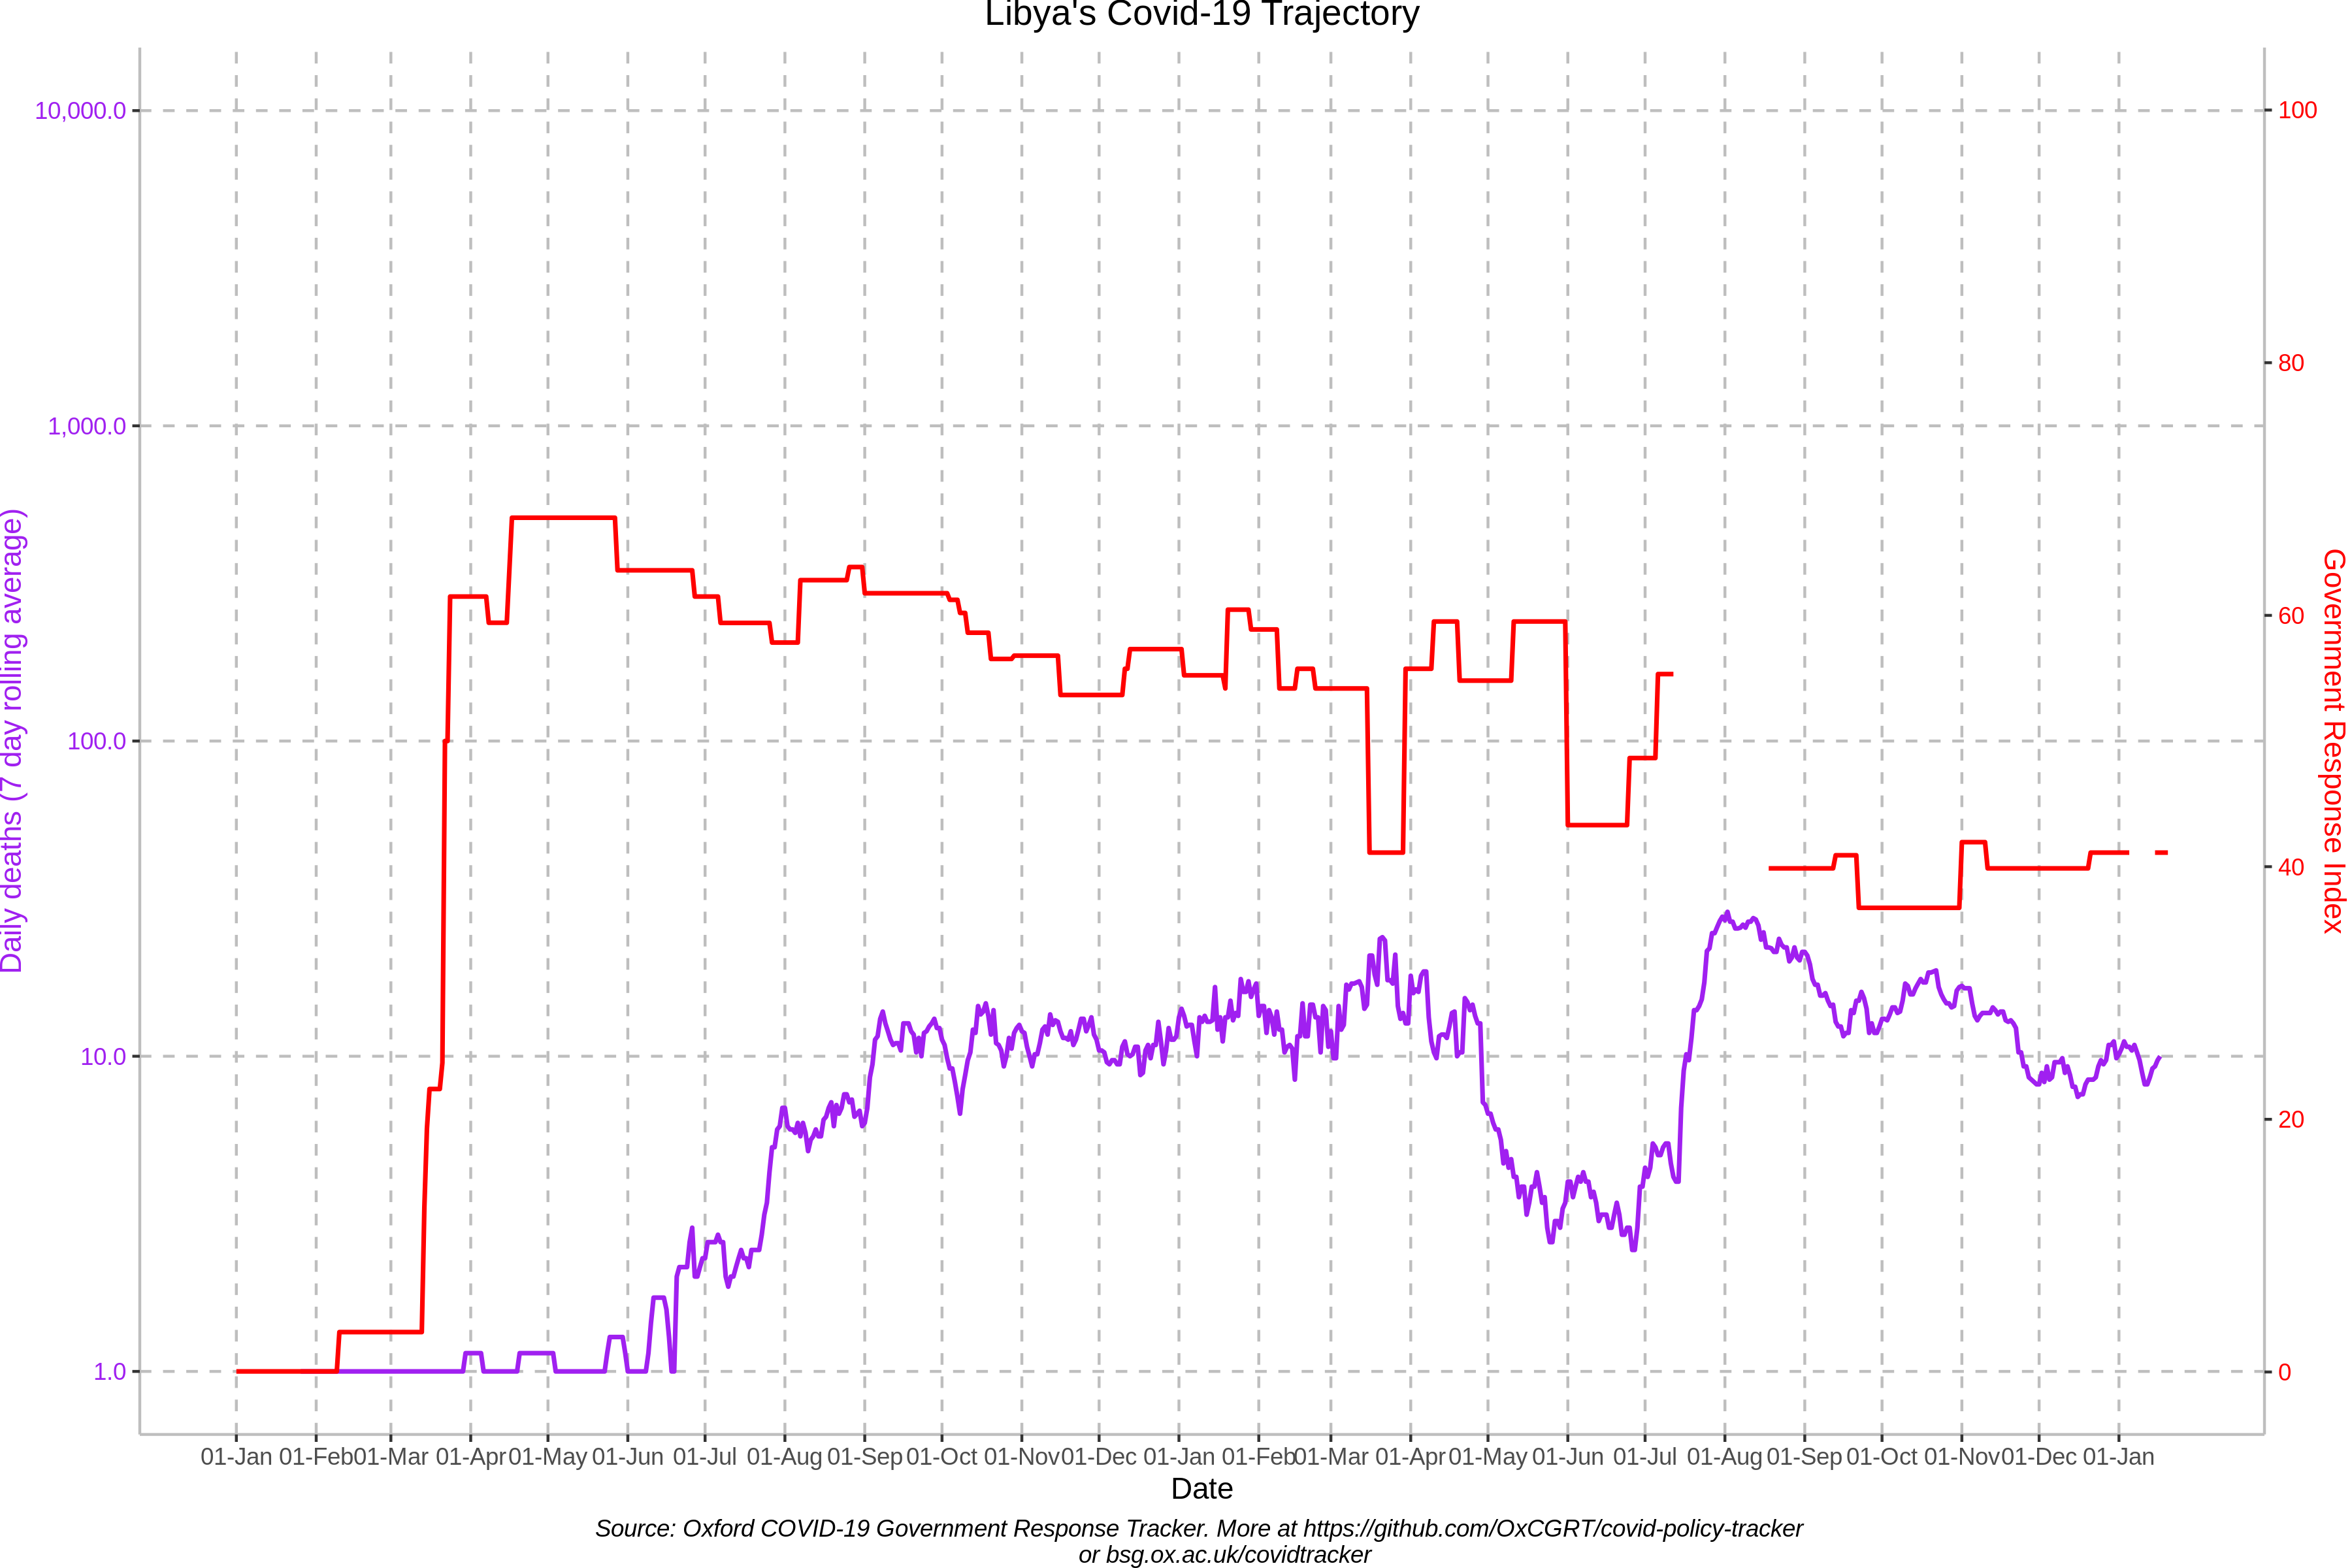 Libya's Covid-19 Trajectory
10,000.0
1,000.0
100.0
10.0
1.0
Daily deaths (7 day rolling average)
100
80
60
40
20
0
Government Response Index
01-Jan 01-Feb 01-Mar 01-Apr 01-May 01-Jun 01-Jul 01-Aug 01-Sep 01-Oct 01-Nov 01-Dec 01-Jan 01-Feb 01-Mar 01-Apr 01-May 01-Jun 01-Jul 01-Aug 01-Sep 01-Oct 01-Nov 01-Dec 01-Jan
Date
Source: Oxford COVID-19 Government Response Tracker. More at https://github.com/OxCGRT/covid-policy-tracker
or bsg.ox.ac.uk/covidtracker